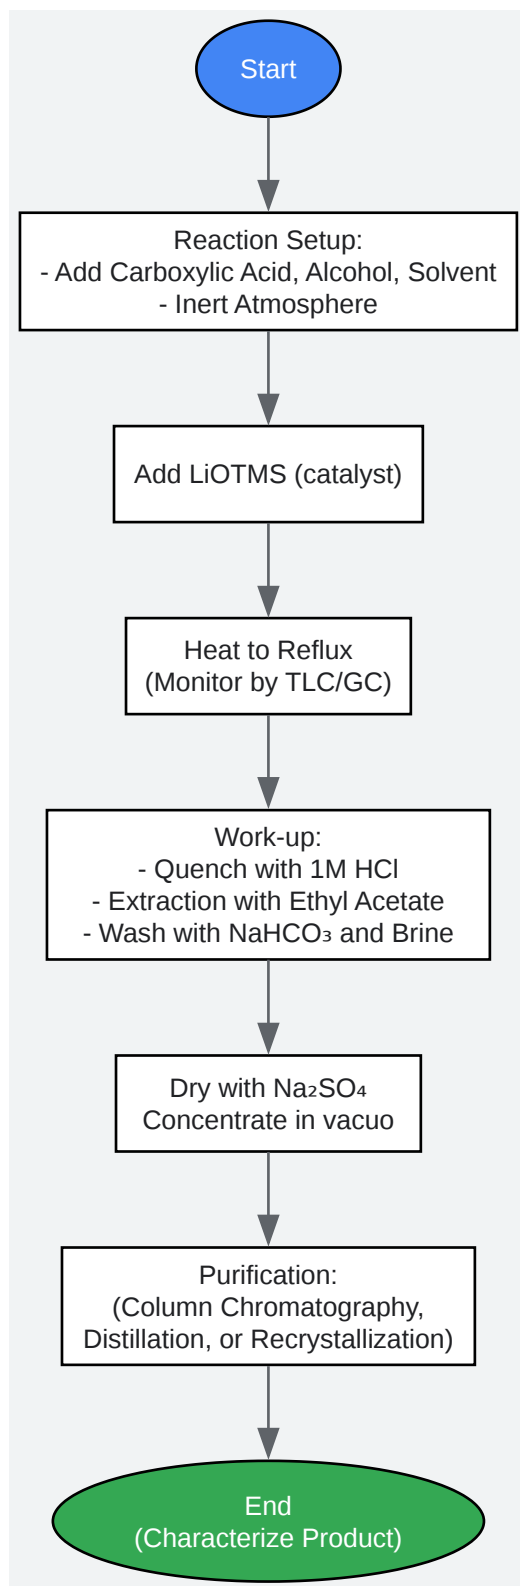 Start
Reaction Setup:
- Add Carboxylic Acid, Alcohol, Solvent
- Inert Atmosphere
Add LiOTMS (catalyst)
Heat to Reflux
(Monitor by TLC/GC)
Work-up:
- Quench with 1M HCl
- Extraction with Ethyl Acetate
- Wash with NaHCO₃ and Brine
Dry with Na₂SO₄
Concentrate in vacuo
Purification:
(Column Chromatography,
Distillation, or Recrystallization)
End
(Characterize Product)